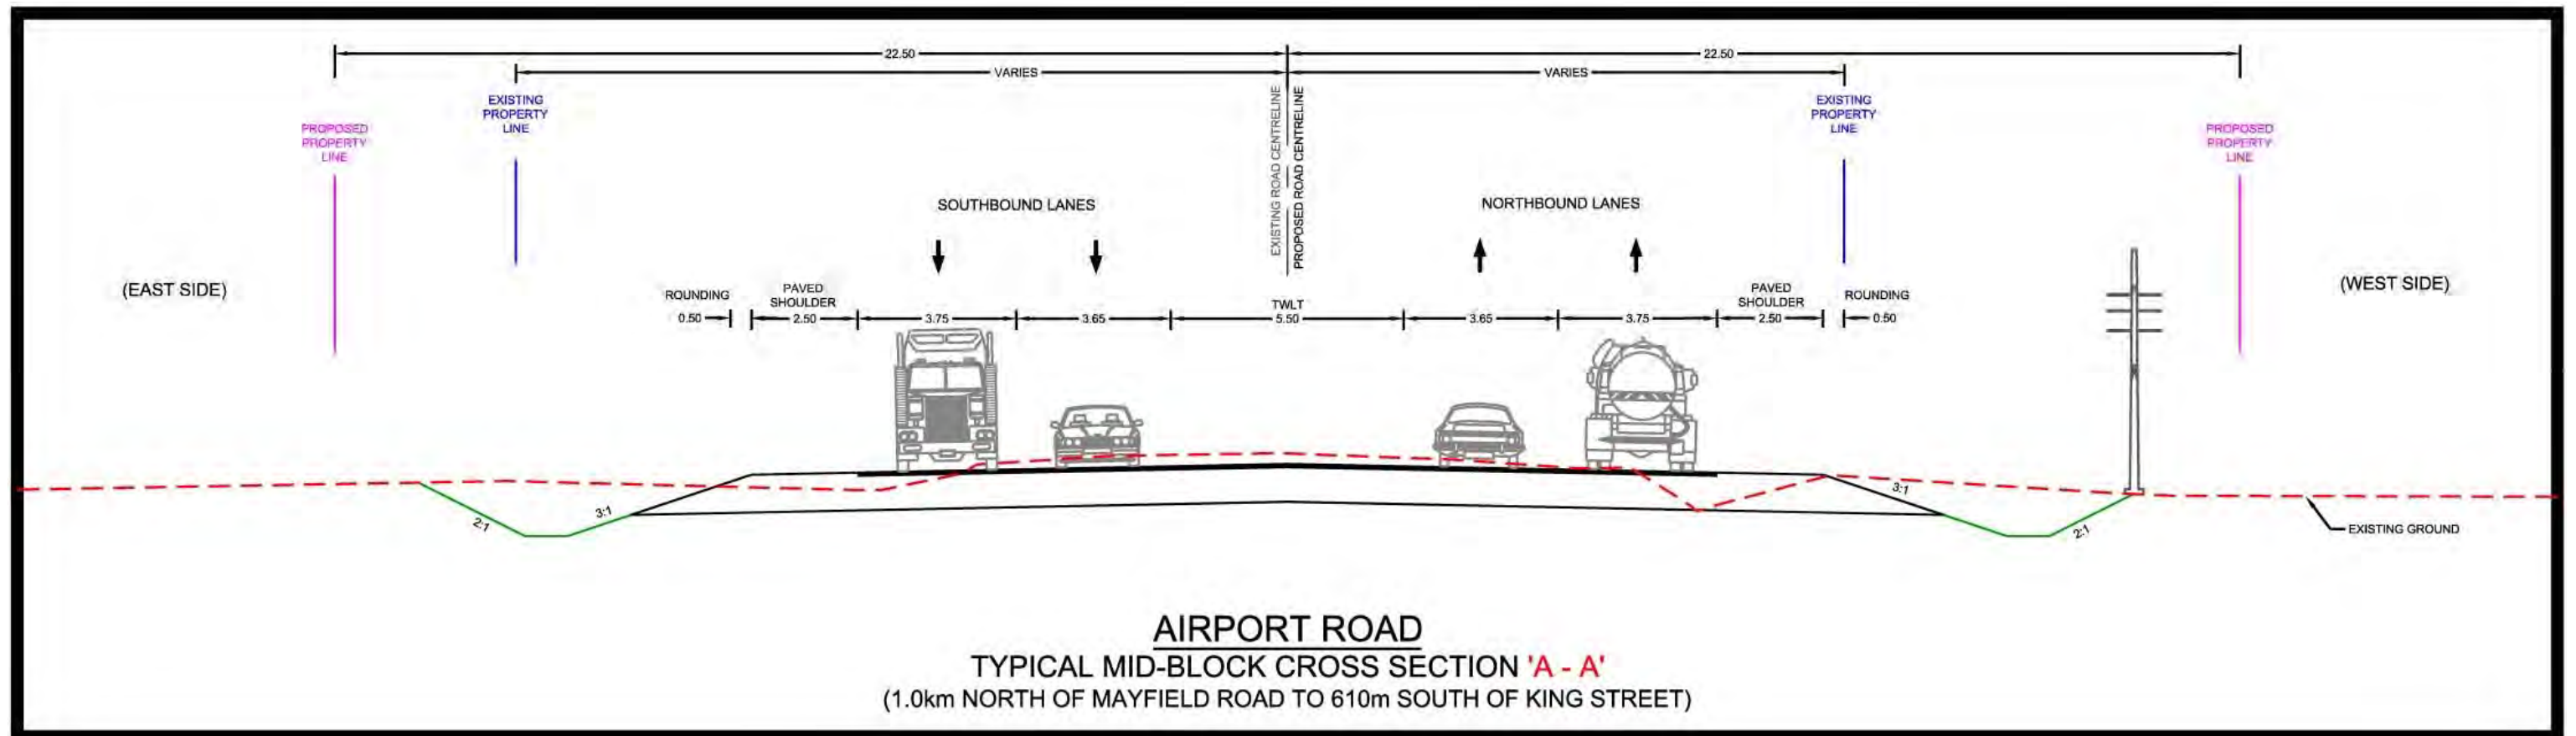 22.50
22.50
VARIES
VARIES
EXISTING
PROPERTY
LINE
EXISTING
PROPERTY
LINE
PROPOSED
PROPERTY
LINE
PROPOSED
PROPERTY
LINE
EXISTING ROAD CENTRELINE
PROPOSED ROAD CENTRELINE
SOUTHBOUND LANES
NORTHBOUND LANES
(EAST SIDE)
(WEST SIDE)
ROUNDING
0.50
PAVED
SHOULDER
2.50
3.75
3.65
TWLT
5.50
3.65
3.75
PAVED
SHOULDER
2.50
ROUNDING
0.50
2:1
3:1
3:1
2:1
EXISTING GROUND
AIRPORT ROAD
TYPICAL MID-BLOCK CROSS SECTION 'A - A'
(1.0km NORTH OF MAYFIELD ROAD TO 610m SOUTH OF KING STREET)